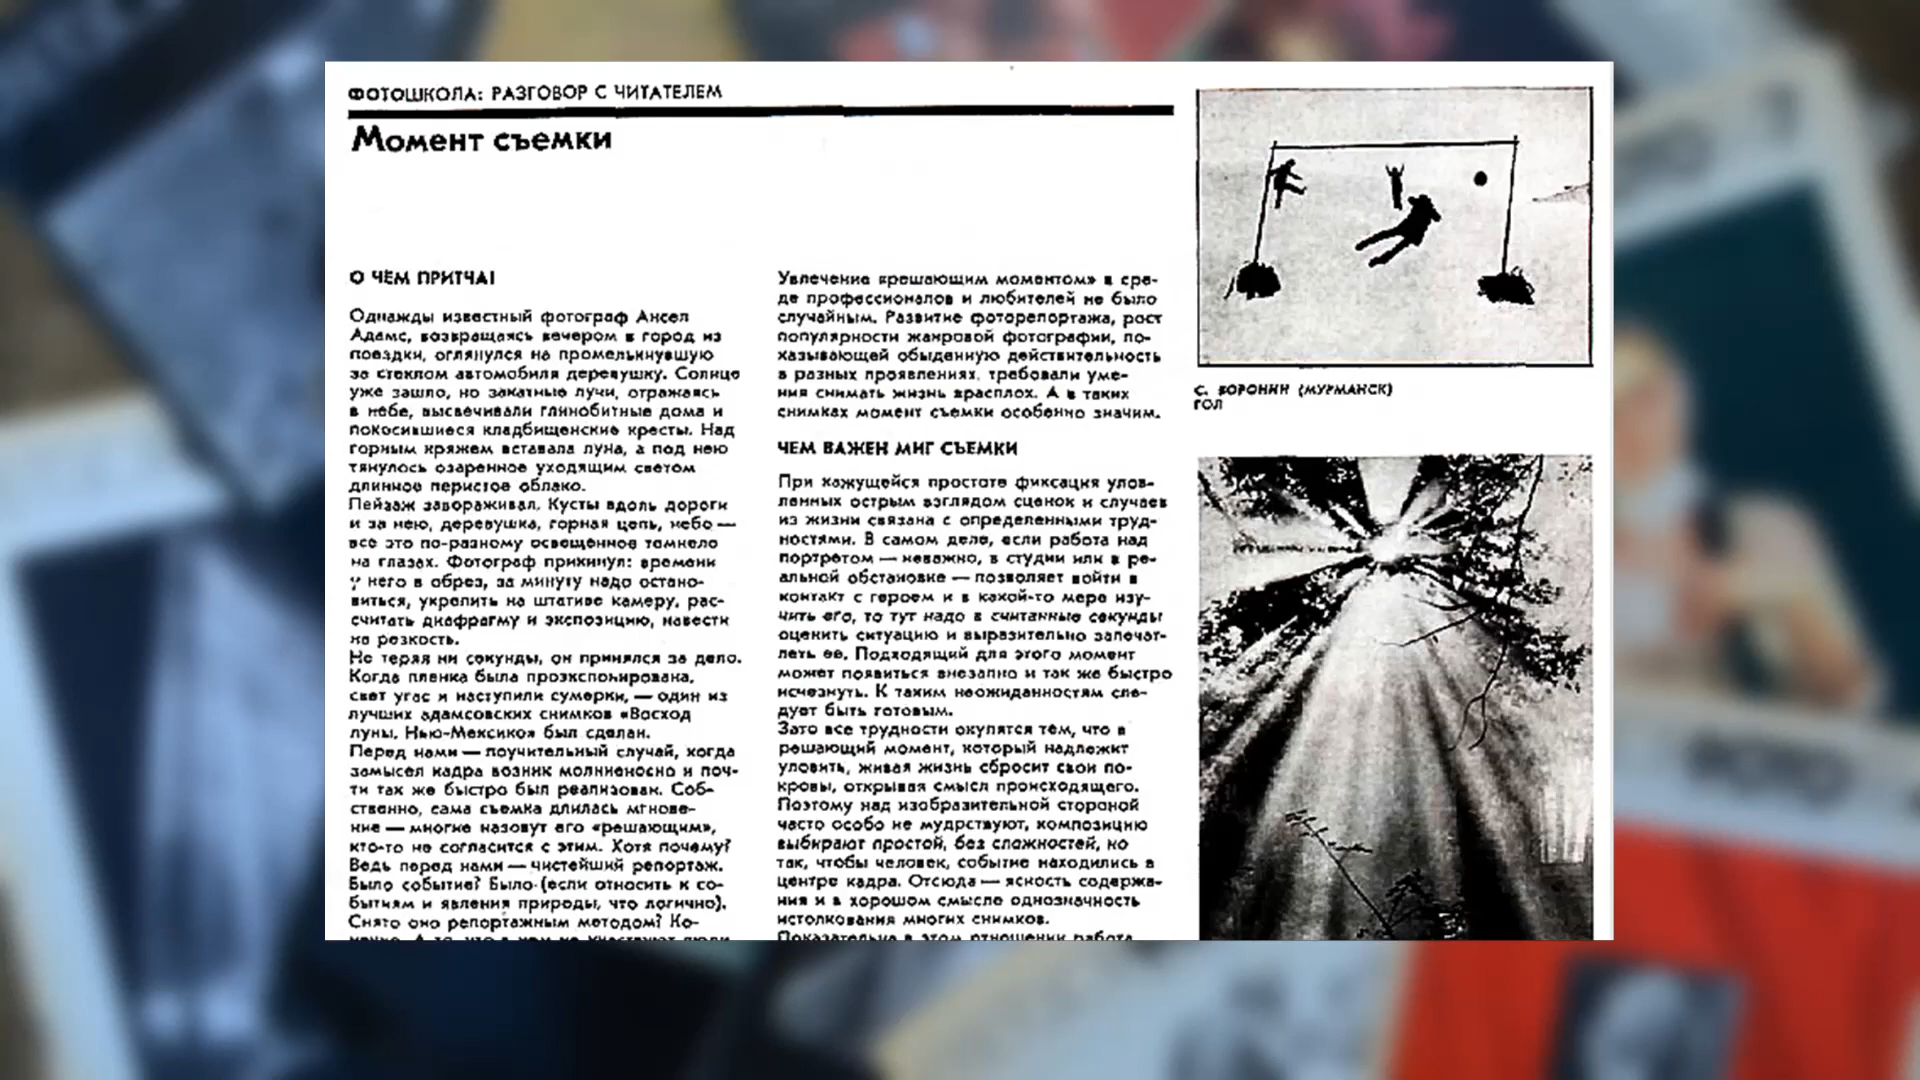 ФОТОШКОЛА: РАЗГОВОР С ЧИТАТЕЛЕМ
Момент съемки
О ЧЕМ ПРИТЧА?
Однажды известный фотограф Ансел
Адамс, возвращаясь вечером в город из
поездки, оглянулся на промелькнувшую
за стеклом автомобиля деревушку. Солнце
уже зашло, но закатные лучи, отражаясь
в небе, высвечивали глинобитные дома и
покосившиеся кладбищенские кресты. Над
горным кряжем вставала луна, а под нею
тянулось озаренное уходящим светом
длинное перистое облако.
Пейзаж завораживал. Кусты вдоль дороги
и за нею, деревушка, горная цепь, небо —
все это по-разному освещенное темнело
на глазах. Фотограф прикинул: времени
у него в обрез, за минуту надо остано-
виться, укрепить на штативе камеру, рас-
считать диафрагму и экспозицию, навести
на резкость.
Не теряя ни секунды, он принялся за дело.
Когда пленка была проэкспонирована,
свет угас и наступили сумерки, — один из
лучших адамсовских снимков «Восход
луны, Нью-Мексико» был сделан.
Перед нами — поучительный случай, когда
замысел кадра возник молниеносно и поч-
ти так же быстро был реализован. Соб-
ственно, сама съемка длилась мгнове-
ние — многие назовут его «решающим»,
кто-то не согласится с этим. Хотя почему?
Ведь перед нами — чистейший репортаж.
Было событие? Было (если относить к со-
бытиям и явления природы, что логично).
Снято оно репортажным методом? Ко-
нечно. А то, что в нем не участвуют люди
Увлечение «решающим моментом» в сре-
де профессионалов и любителей не было
случайным. Развитие фоторепортажа, рост
популярности жанровой фотографии, по-
казывающей обыденную действительность
в разных проявлениях, требовали уме-
ния снимать жизнь врасплох. А в таких
снимках момент съемки особенно значим.
ЧЕМ ВАЖЕН МИГ СЪЕМКИ
При кажущейся простоте фиксация улов-
ленных острым взглядом сценок и случаев
из жизни связана с определенными труд-
ностями. В самом деле, если работа над
портретом — неважно, в студии или в ре-
альной обстановке — позволяет войти в
контакт с героем и в какой-то мере изу-
чить его, то тут надо в считанные секунды
оценить ситуацию и выразительно запечат-
леть ее. Подходящий для этого момент
может появиться внезапно и так же быстро
исчезнуть. К таким неожиданностям сле-
дует быть готовым.
Зато все трудности окупятся тем, что в
решающий момент, который надлежит
уловить, живая жизнь сбросит свои по-
кровы, открывая смысл происходящего.
Поэтому над изобразительной стороной
часто особо не мудрствуют, композицию
выбирают простой, без сложностей, но
так, чтобы человек, событие находились в
центре кадра. Отсюда — ясность содержа-
ния и в хорошем смысле однозначность
истолкования многих снимков.
Показательна в этом отношении работа
С. ВОРОНИН (МУРМАНСК)
ГОЛ